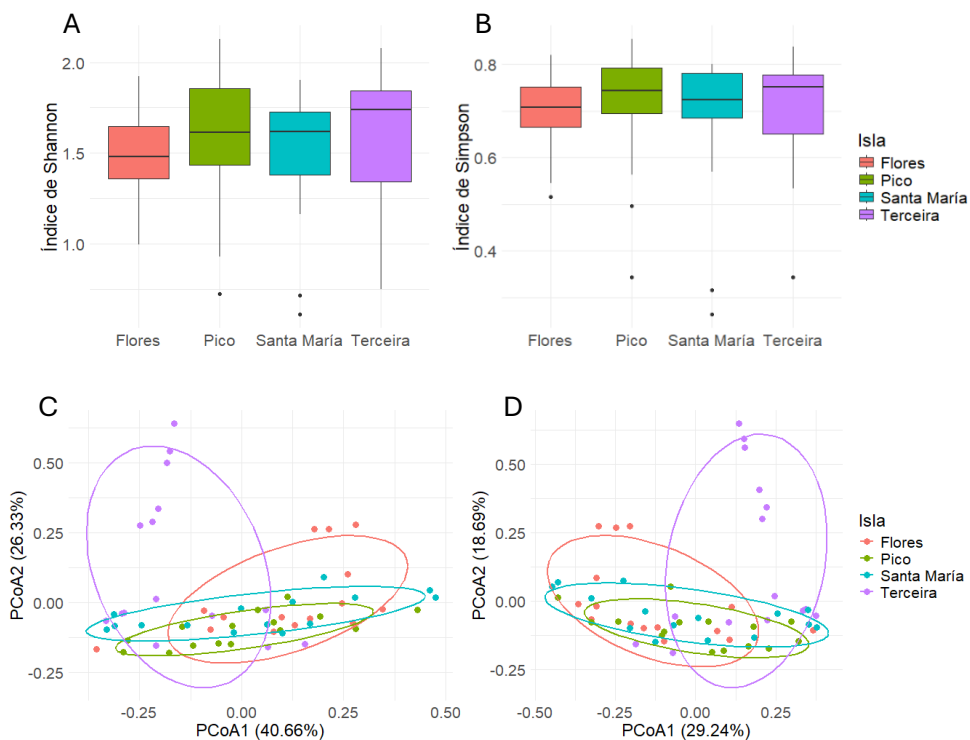 A
Índice de Shannon
2.0
1.5
1.0
Flores
Pico
Santa María
Terceira
B
Índice de Simpson
0.8
0.6
0.4
Flores
Pico
Santa María
Terceira
Isla
Flores
Pico
Santa María
Terceira
C
PCoA2 (26.33%)
0.50
0.25
0.00
-0.25
-0.25
0.00
0.25
0.50
PCoA1 (40.66%)
D
PCoA2 (18.69%)
0.50
0.25
0.00
-0.25
-0.50
-0.25
0.00
0.25
PCoA1 (29.24%)
Isla
Flores
Pico
Santa María
Terceira